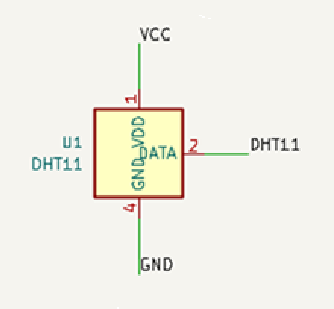 VCC
1
VDD
U1
DHT11
DATA
2
DHT11
GND
4
GND